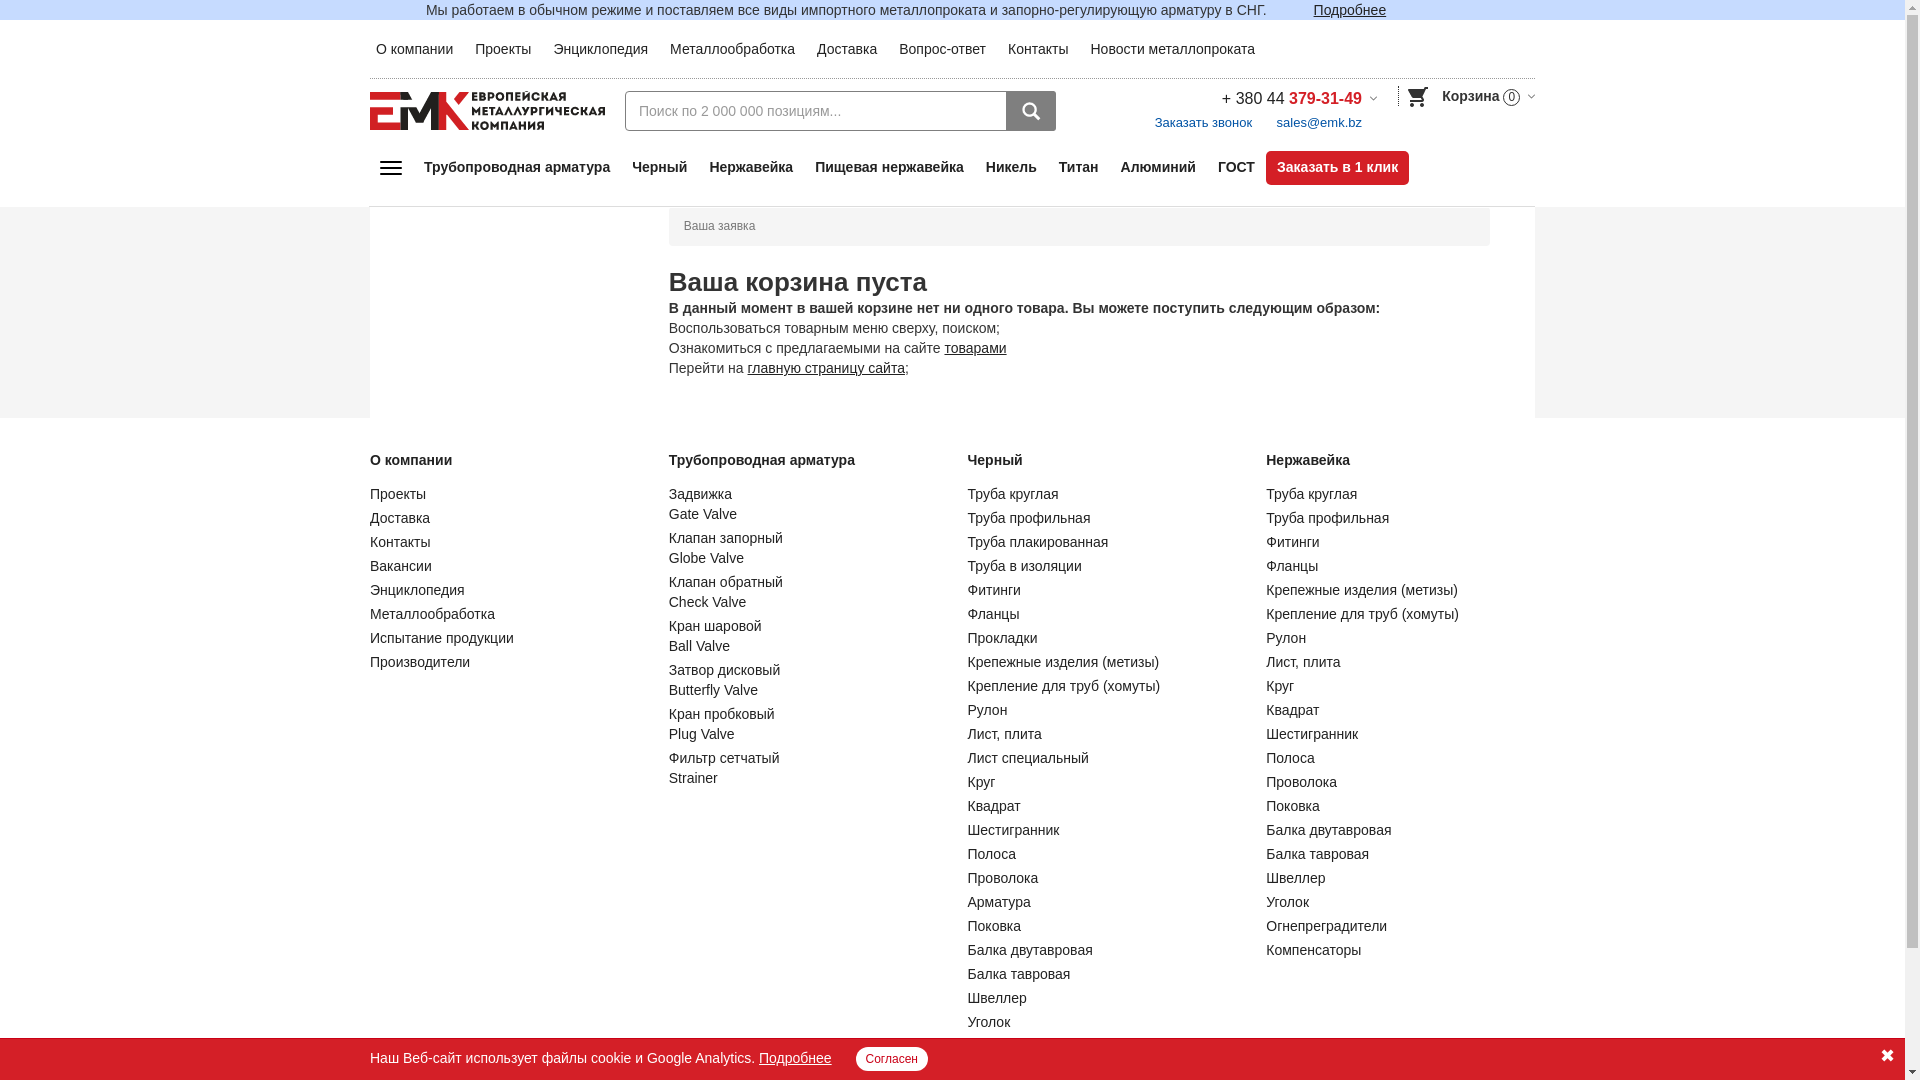 Мы работаем в обычном режиме и поставляем все виды импортного металлопроката и запорно-регулирующую арматуру в СНГ. Подробнее
О компании Проекты Энциклопедия Металлообработка Доставка Вопрос-ответ Контакты Новости металлопроката
ЕМК ЕВРОПЕЙСКАЯ
МЕТАЛЛУРГИЧЕСКАЯ
КОМПАНИЯ
Поиск по 2 000 000 позициям...
+ 380 44 379-31-49
Корзина 0
Заказать звонок sales@emk.bz
Трубопроводная арматура Черный Нержавейка Пищевая нержавейка Никель Титан Алюминий ГОСТ Заказать в 1 клик
Ваша заявка
Ваша корзина пуста
В данный момент в вашей корзине нет ни одного товара. Вы можете поступить следующим образом:
Воспользоваться товарным меню сверху, поиском;
Ознакомиться с предлагаемыми на сайте товарами
Перейти на главную страницу сайта;
О компании
Проекты
Доставка
Контакты
Вакансии
Энциклопедия
Металлообработка
Испытание продукции
Производители
Трубопроводная арматура
Задвижка
Gate Valve
Клапан запорный
Globe Valve
Клапан обратный
Check Valve
Кран шаровой
Ball Valve
Затвор дисковый
Butterfly Valve
Кран пробковый
Plug Valve
Фильтр сетчатый
Strainer
Черный
Труба круглая
Труба профильная
Труба плакированная
Труба в изоляции
Фитинги
Фланцы
Прокладки
Крепежные изделия (метизы)
Крепление для труб (хомуты)
Рулон
Лист, плита
Лист специальный
Круг
Квадрат
Шестигранник
Полоса
Проволока
Арматура
Поковка
Балка двутавровая
Балка тавровая
Швеллер
Уголок
Нержавейка
Труба круглая
Труба профильная
Фитинги
Фланцы
Крепежные изделия (метизы)
Крепление для труб (хомуты)
Рулон
Лист, плита
Круг
Квадрат
Шестигранник
Полоса
Проволока
Поковка
Балка двутавровая
Балка тавровая
Швеллер
Уголок
Огнепреградители
Компенсаторы
Наш Веб-сайт использует файлы cookie и Google Analytics. Подробнее Согласен